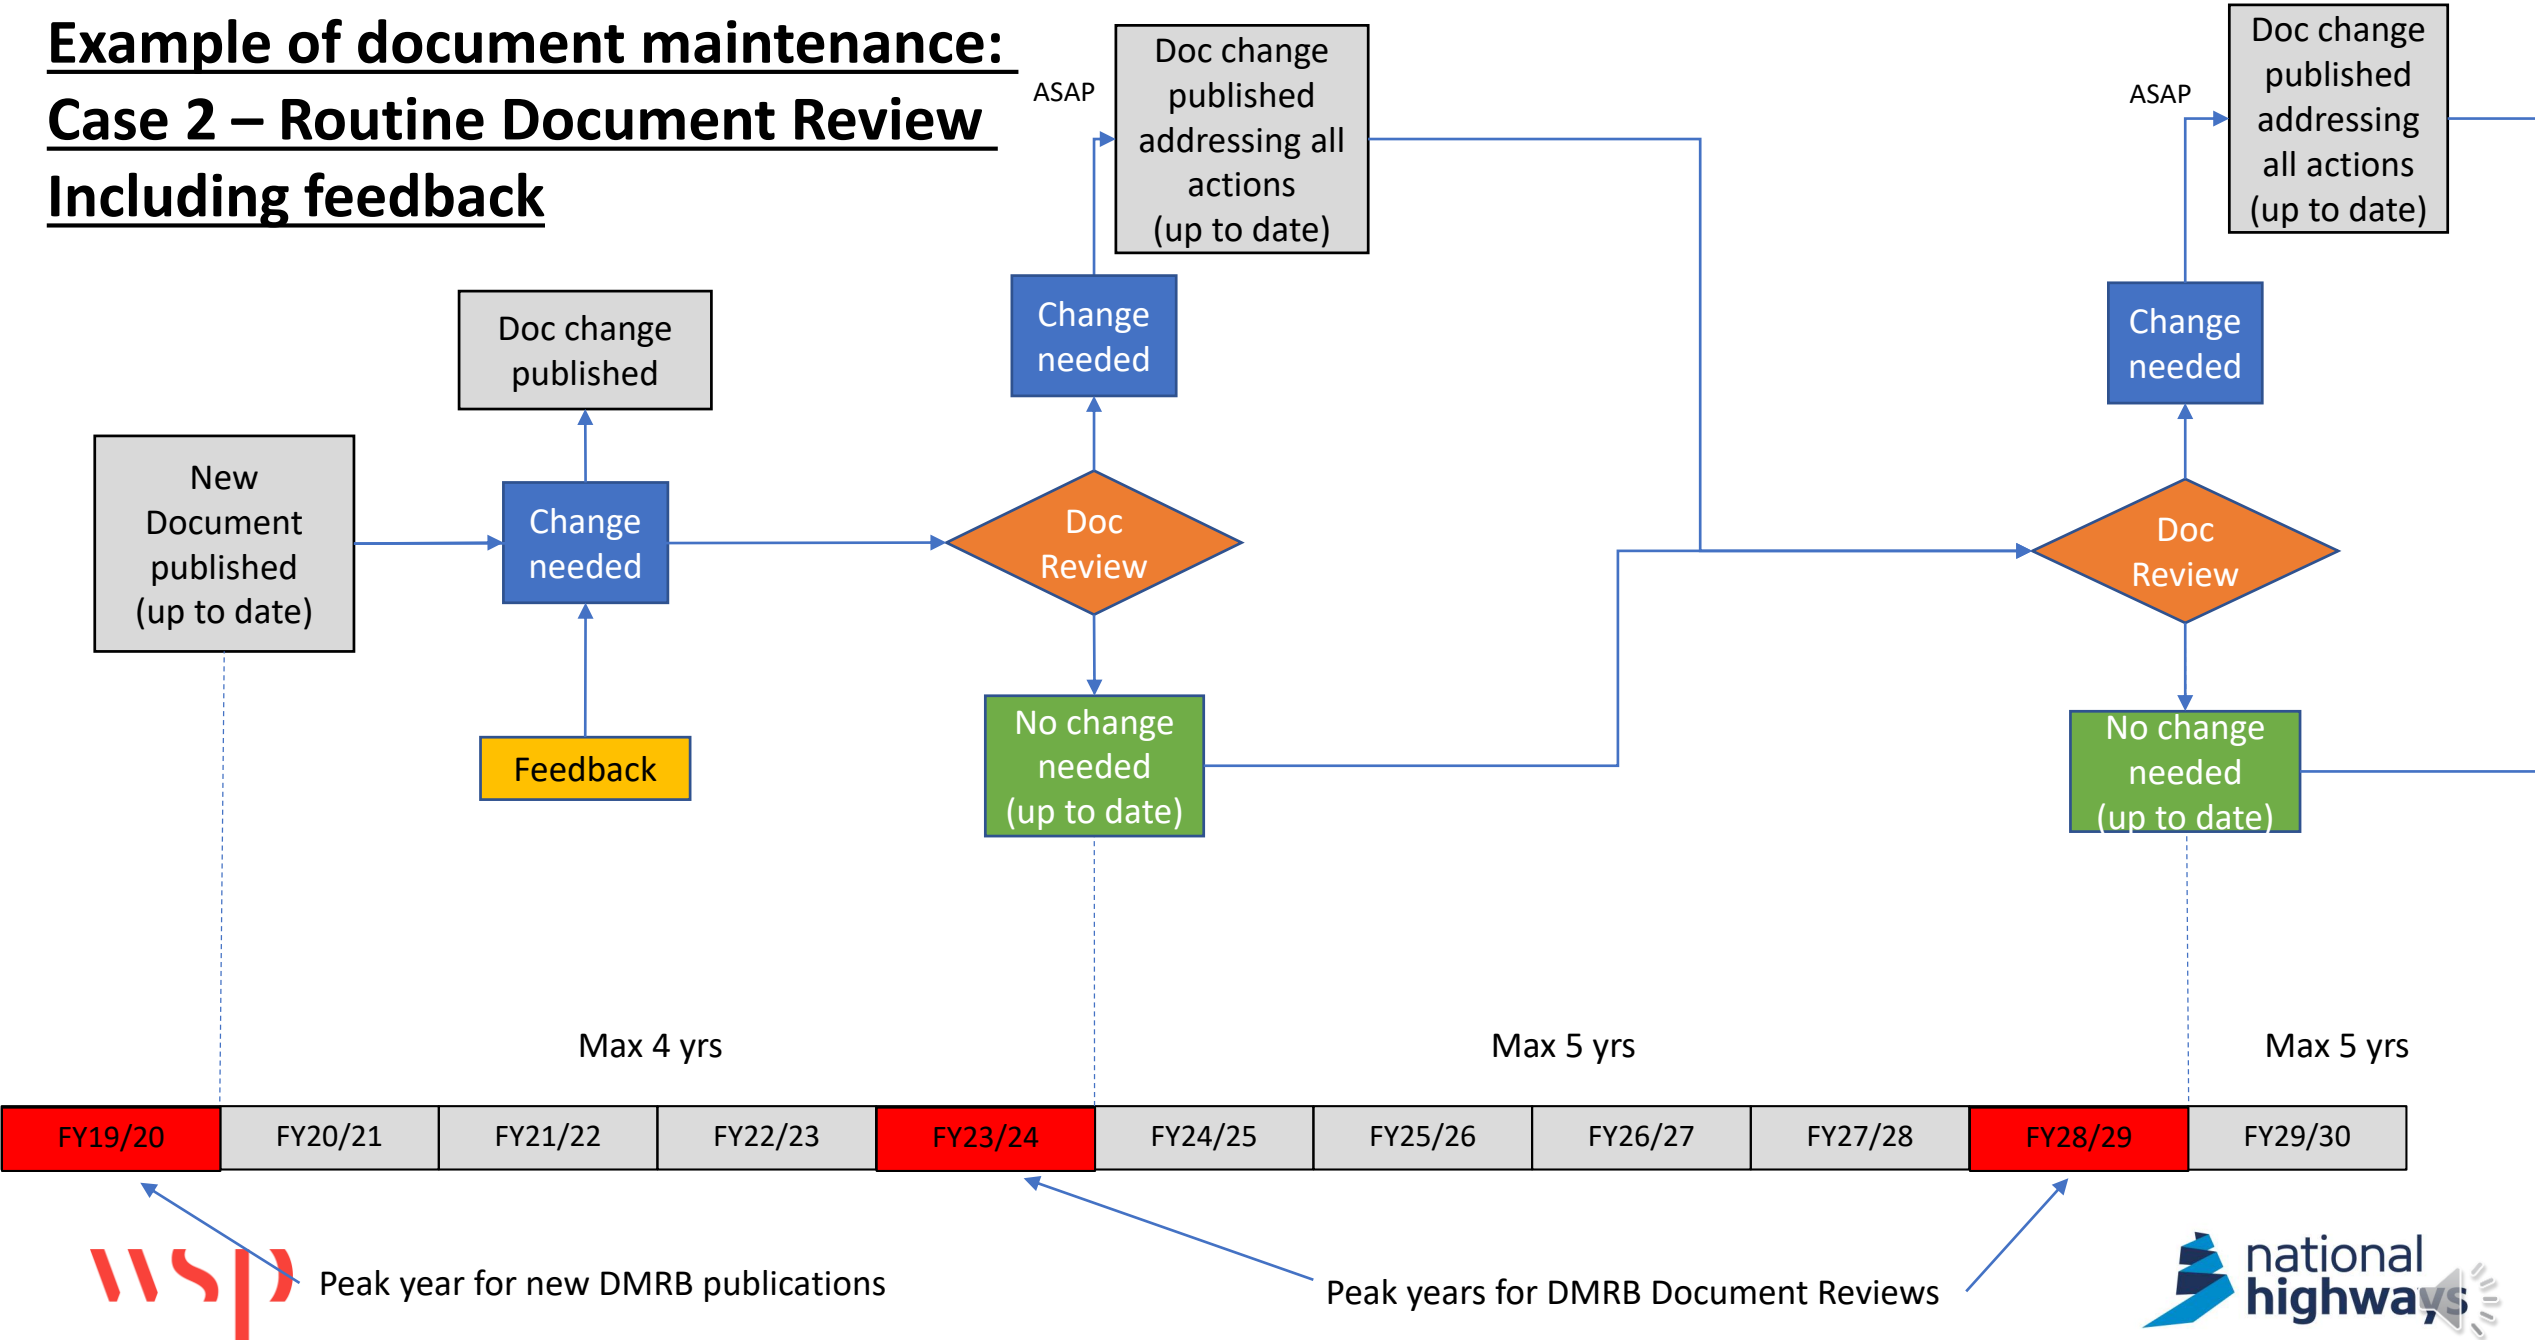 Example of document maintenance:
Case 2 – Routine Document Review
Including feedback
New
Document
published
(up to date)
Doc change
published
Change
needed
Feedback
ASAP
Doc change
published
addressing all
actions
(up to date)
Change
needed
Doc
Review
No change
needed
(up to date)
ASAP
Doc change
published
addressing
all actions
(up to date)
Change
needed
Doc
Review
No change
needed
(up to date)
Max 4 yrs
Max 5 yrs
Max 5 yrs
FY19/20
FY20/21
FY21/22
FY22/23
FY23/24
FY24/25
FY25/26
FY26/27
FY27/28
FY28/29
FY29/30
wsp
Peak year for new DMRB publications
Peak years for DMRB Document Reviews
national
highways